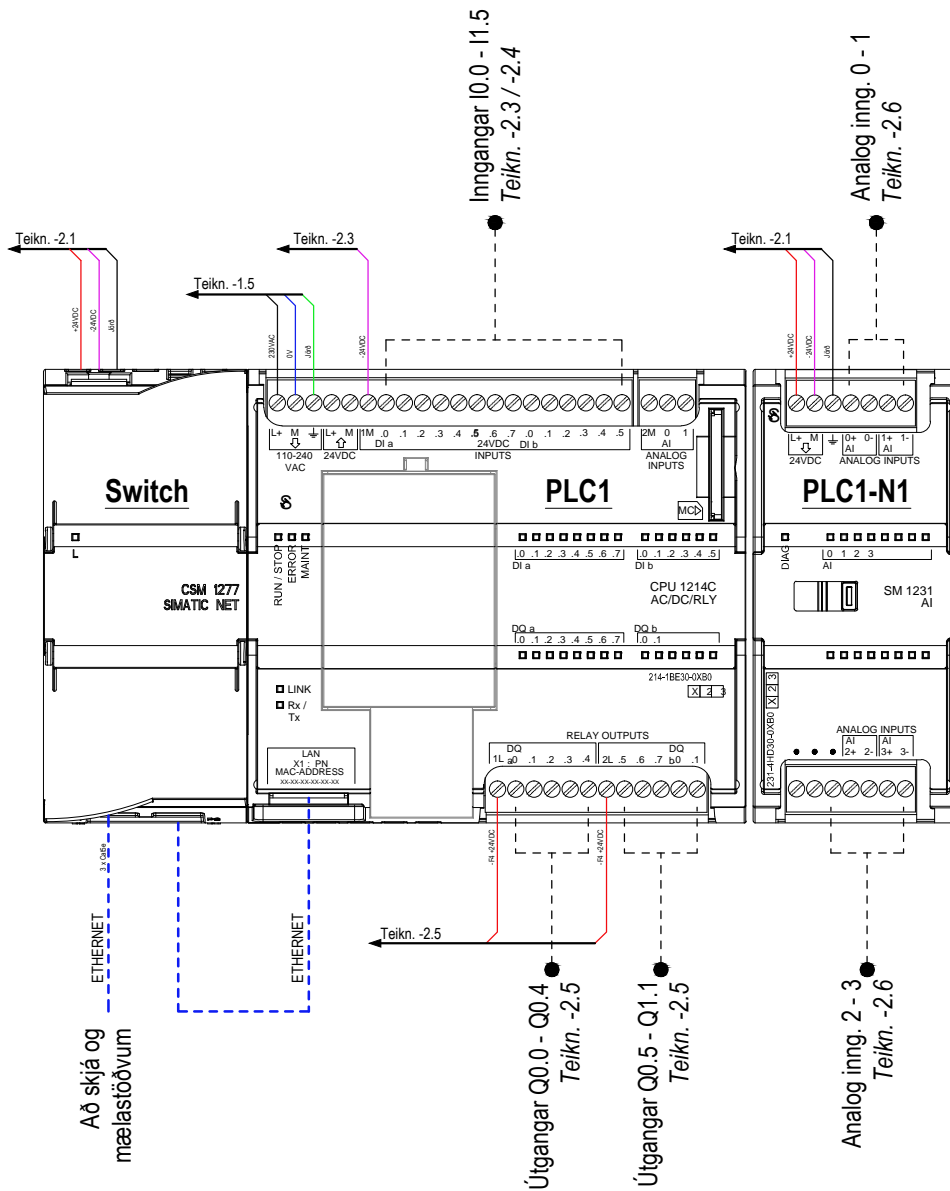 Inngangar I0.0 - I1.5
Teikn. -2.3 / -2.4
Analog inng. 0 - 1
Teikn. -2.6
Teikn. -2.1
Teikn. -2.3
Teikn. -1.5
Teikn. -2.1
+24VDC
-24VDC
Jörð
230VAC
0V
Jörð
-24VDC
+24VDC
-24VDC
Jörð
L+ M
110-240
VAC
L+ M
24VDC
1M .0 .1 .2 .3 .4 .5 .6 .7 .0 .1 .2 .3 .4 .5
DI a 24VDC DI b
INPUTS
2M 0 1
AI
ANALOG
INPUTS
L+ M
24VDC
0+ 0- 1+ 1-
AI AI
ANALOG INPUTS
Switch
PLC1
PLC1-N1
MC
L
RUN / STOP
ERROR
MAINT
.0 .1 .2 .3 .4 .5 .6 .7
DI a
.0 .1 .2 .3 .4 .5
DI b
DIAG
0 1 2 3
AI
CSM 1277
SIMATIC NET
CPU 1214C
AC/DC/RLY
SM 1231
AI
DQ a
.0 .1 .2 .3 .4 .5 .6 .7
DQ b
.0 .1
214-1BE30-0XB0
X 2 3
231-4HD30-0XB0
X 2 3
LINK
Rx /
Tx
LAN
X1 : PN
MAC-ADDRESS
xx-xx-xx-xx-xx-xx
RELAY OUTPUTS
1L DQ a .0 .1 .2 .3 .4 2L .5 .6 .7 DQ b .0 .1
ANALOG INPUTS
AI AI
2+ 2- 3+ 3-
3 x Cat5e
-F4 +24VDC
-F4 +24VDC
ETHERNET
ETHERNET
Teikn. -2.5
Að skjá og
mælastöðvum
Útgangar Q0.0 - Q0.4
Teikn. -2.5
Útgangar Q0.5 - Q1.1
Teikn. -2.5
Analog inng. 2 - 3
Teikn. -2.6